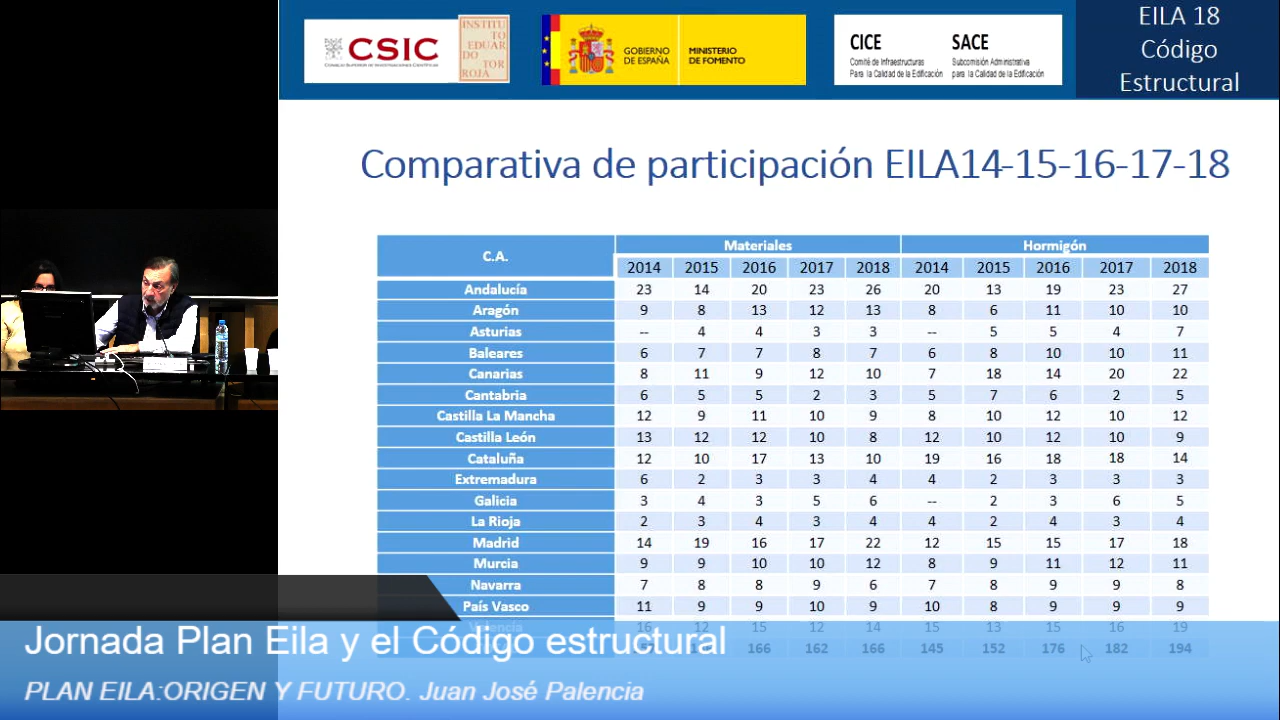 CSIC
CONSEJO SUPERIOR DE INVESTIGACIONES CIENTÍFICAS
INSTITU
TO
EDUAR
DO TOR
ROJA
GOBIERNO
DE ESPAÑA
MINISTERIO
DE FOMENTO
CICE
Comité de Infraestructuras
Para la Calidad de la Edificación
SACE
Subcomisión Administrativa
para la Calidad de la Edificación
EILA 18
Código
Estructural
Comparativa de participación EILA14-15-16-17-18
C.A. Materiales Hormigón
2014 2015 2016 2017 2018 2014 2015 2016 2017 2018
Andalucía 23 14 20 23 26 20 13 19 23 27
Aragón 9 8 13 12 13 8 6 11 10 10
Asturias -- 4 4 3 3 -- 5 5 4 7
Baleares 6 7 7 8 7 6 8 10 10 11
Canarias 8 11 9 12 10 7 18 14 20 22
Cantabria 6 5 5 2 3 5 7 6 2 5
Castilla La Mancha 12 9 11 10 9 8 10 12 10 12
Castilla León 13 12 12 10 8 12 10 12 10 9
Cataluña 12 10 17 13 10 19 16 18 18 14
Extremadura 6 2 3 3 4 4 2 3 3 3
Galicia 3 4 3 5 6 -- 2 3 6 5
La Rioja 2 3 4 3 4 4 2 4 3 4
Madrid 14 19 16 17 22 12 15 15 17 18
Murcia 9 9 10 10 12 8 9 11 12 11
Navarra 7 8 8 9 6 7 8 9 9 8
País Vasco 11 9 9 10 9 10 8 9 9 9
Valencia 16 12 15 12 14 15 13 15 16 19
166 162 166 145 152 176 182 194
Jornada Plan Eila y el Código estructural
PLAN EILA:ORIGEN Y FUTURO. Juan José Palencia